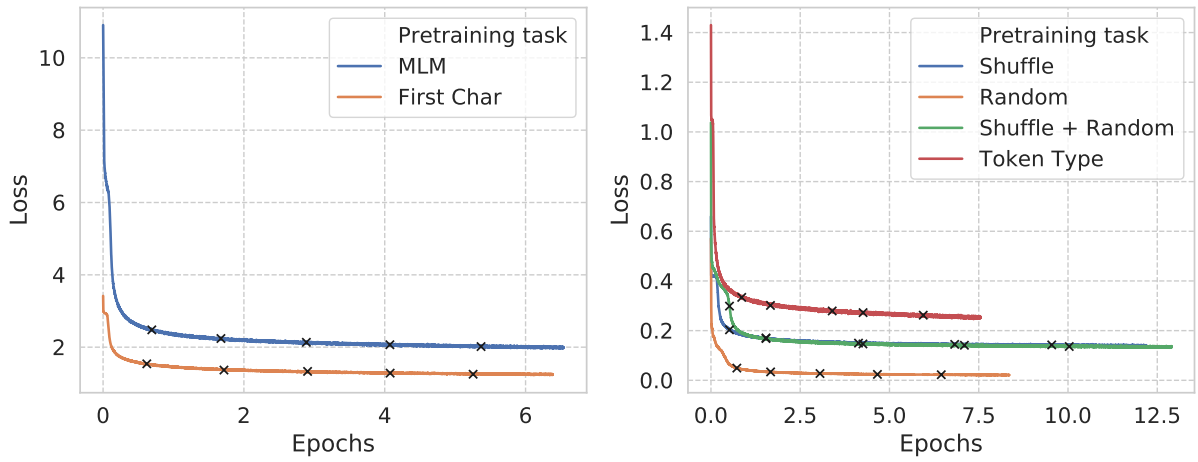 Loss
10
8
6
4
2
0
2
4
6
Epochs
Pretraining task
MLM
First Char
Loss
1.4
1.2
1.0
0.8
0.6
0.4
0.2
0.0
0.0
2.5
5.0
7.5
10.0
12.5
Epochs
Pretraining task
Shuffle
Random
Shuffle + Random
Token Type